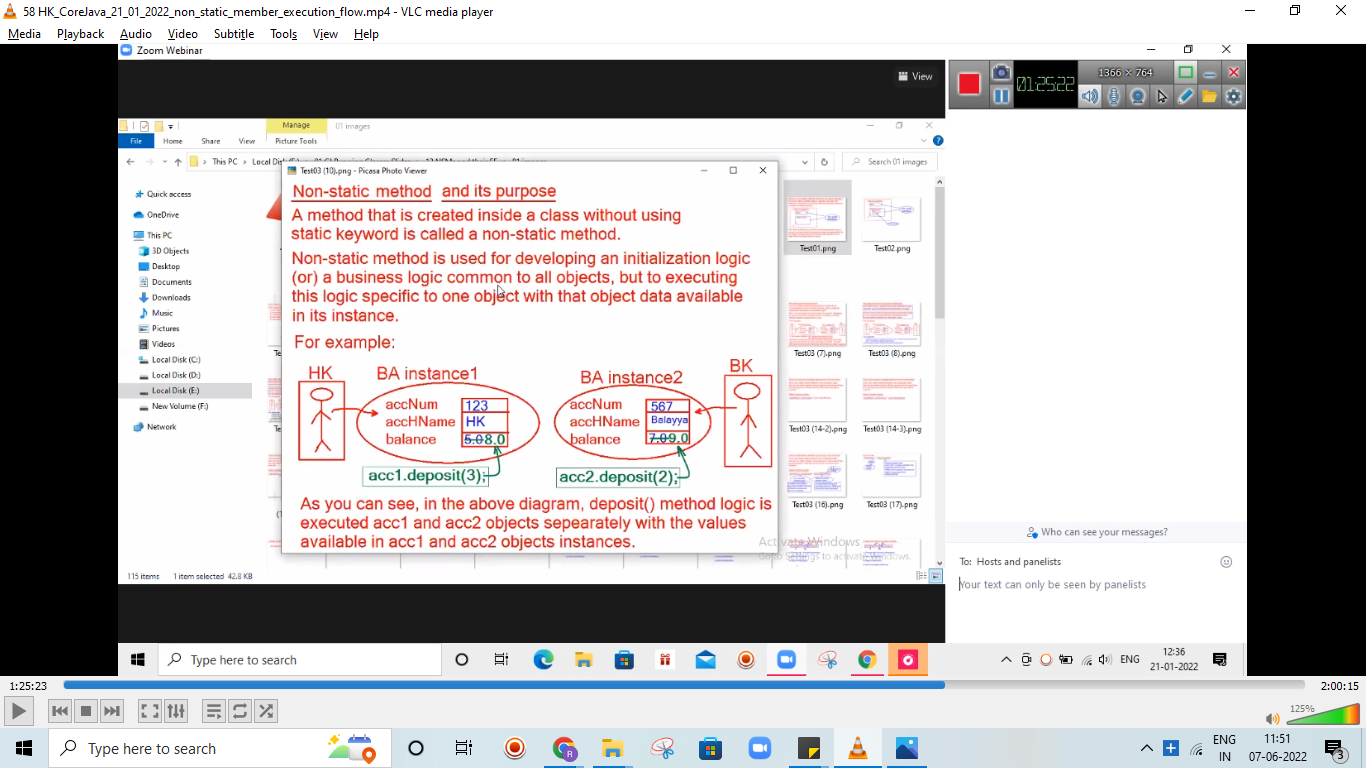 58 HK_CoreJava_21_01_2022_non_static_member_execution_flow.mp4 - VLC media player
Media Playback Audio Video Subtitle Tools View Help
Zoom Webinar
View
01:25:22
1366 × 764
Manage
01 images
File Home Share View Picture Tools
This PC
Search 01 images
Quick access
OneDrive
This PC
3D Objects
Desktop
Documents
Downloads
Music
Pictures
Videos
Local Disk (C:)
Local Disk (D:)
Local Disk (E:)
New Volume (F:)
Network
Test03 (10).png - Picasa Photo Viewer
Non-static method and its purpose
A method that is created inside a class without using
static keyword is called a non-static method.
Non-static method is used for developing an initialization logic
(or) a business logic common to all objects, but to executing
this logic specific to one object with that object data available
in its instance.
For example:
HK BA instance1 BA instance2 BK
accNum 123 accNum 567
accHName HK accHName Balayya
balance 5.0 8.0 balance 7.0 9.0
acc1.deposit(3); acc2.deposit(2);
As you can see, in the above diagram, deposit() method logic is
executed acc1 and acc2 objects sepearately with the values
available in acc1 and acc2 objects instances.
Test01.png Test02.png
Test03 (7).png Test03 (8).png
Test03 (14-2).png Test03 (14-3).png
Test03 (16).png Test03 (17).png
Activate Windows
Go to Settings to activate Windows.
115 items 1 item selected 42.8 KB
Who can see your messages?
To: Hosts and panelists
Your text can only be seen by panelists
Type here to search
ENG
12:36
21-01-2022
1:25:23
2:00:15
125%
Type here to search
ENG
IN
11:51
07-06-2022
3